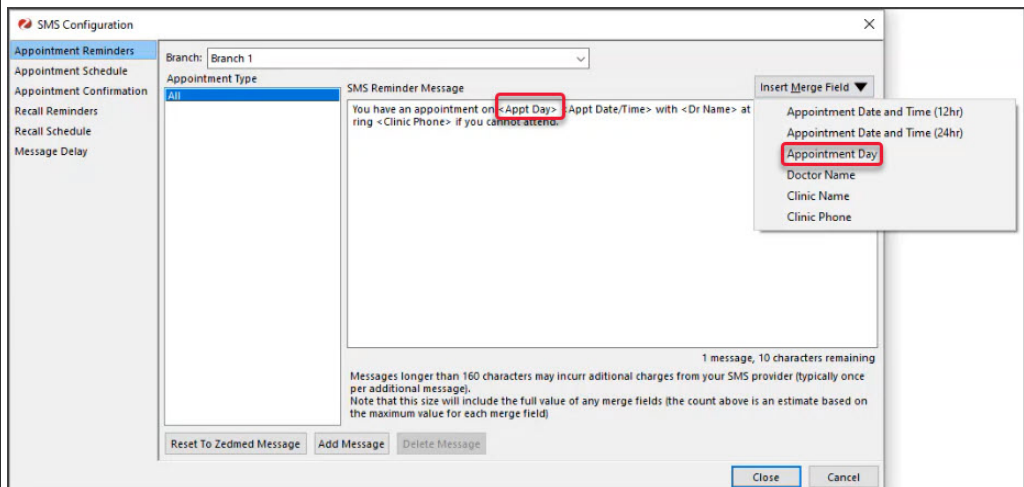 SMS Configuration
Appointment Reminders
Appointment Schedule
Appointment Confirmation
Recall Reminders
Recall Schedule
Message Delay
Branch: Branch 1
Appointment Type
All
SMS Reminder Message
Insert Merge Field
You have an appointment on <Appt Day> <Appt Date/Time> with <Dr Name> at
ring <Clinic Phone> if you cannot attend.
Appointment Date and Time (12hr)
Appointment Date and Time (24hr)
Appointment Day
Doctor Name
Clinic Name
Clinic Phone
1 message, 10 characters remaining
Messages longer than 160 characters may incurr aditional charges from your SMS provider (typically once
per additional message).
Note that this size will include the full value of any merge fields (the count above is an estimate based on
the maximum value for each merge field)
Reset To Zedmed Message
Add Message
Delete Message
Close
Cancel